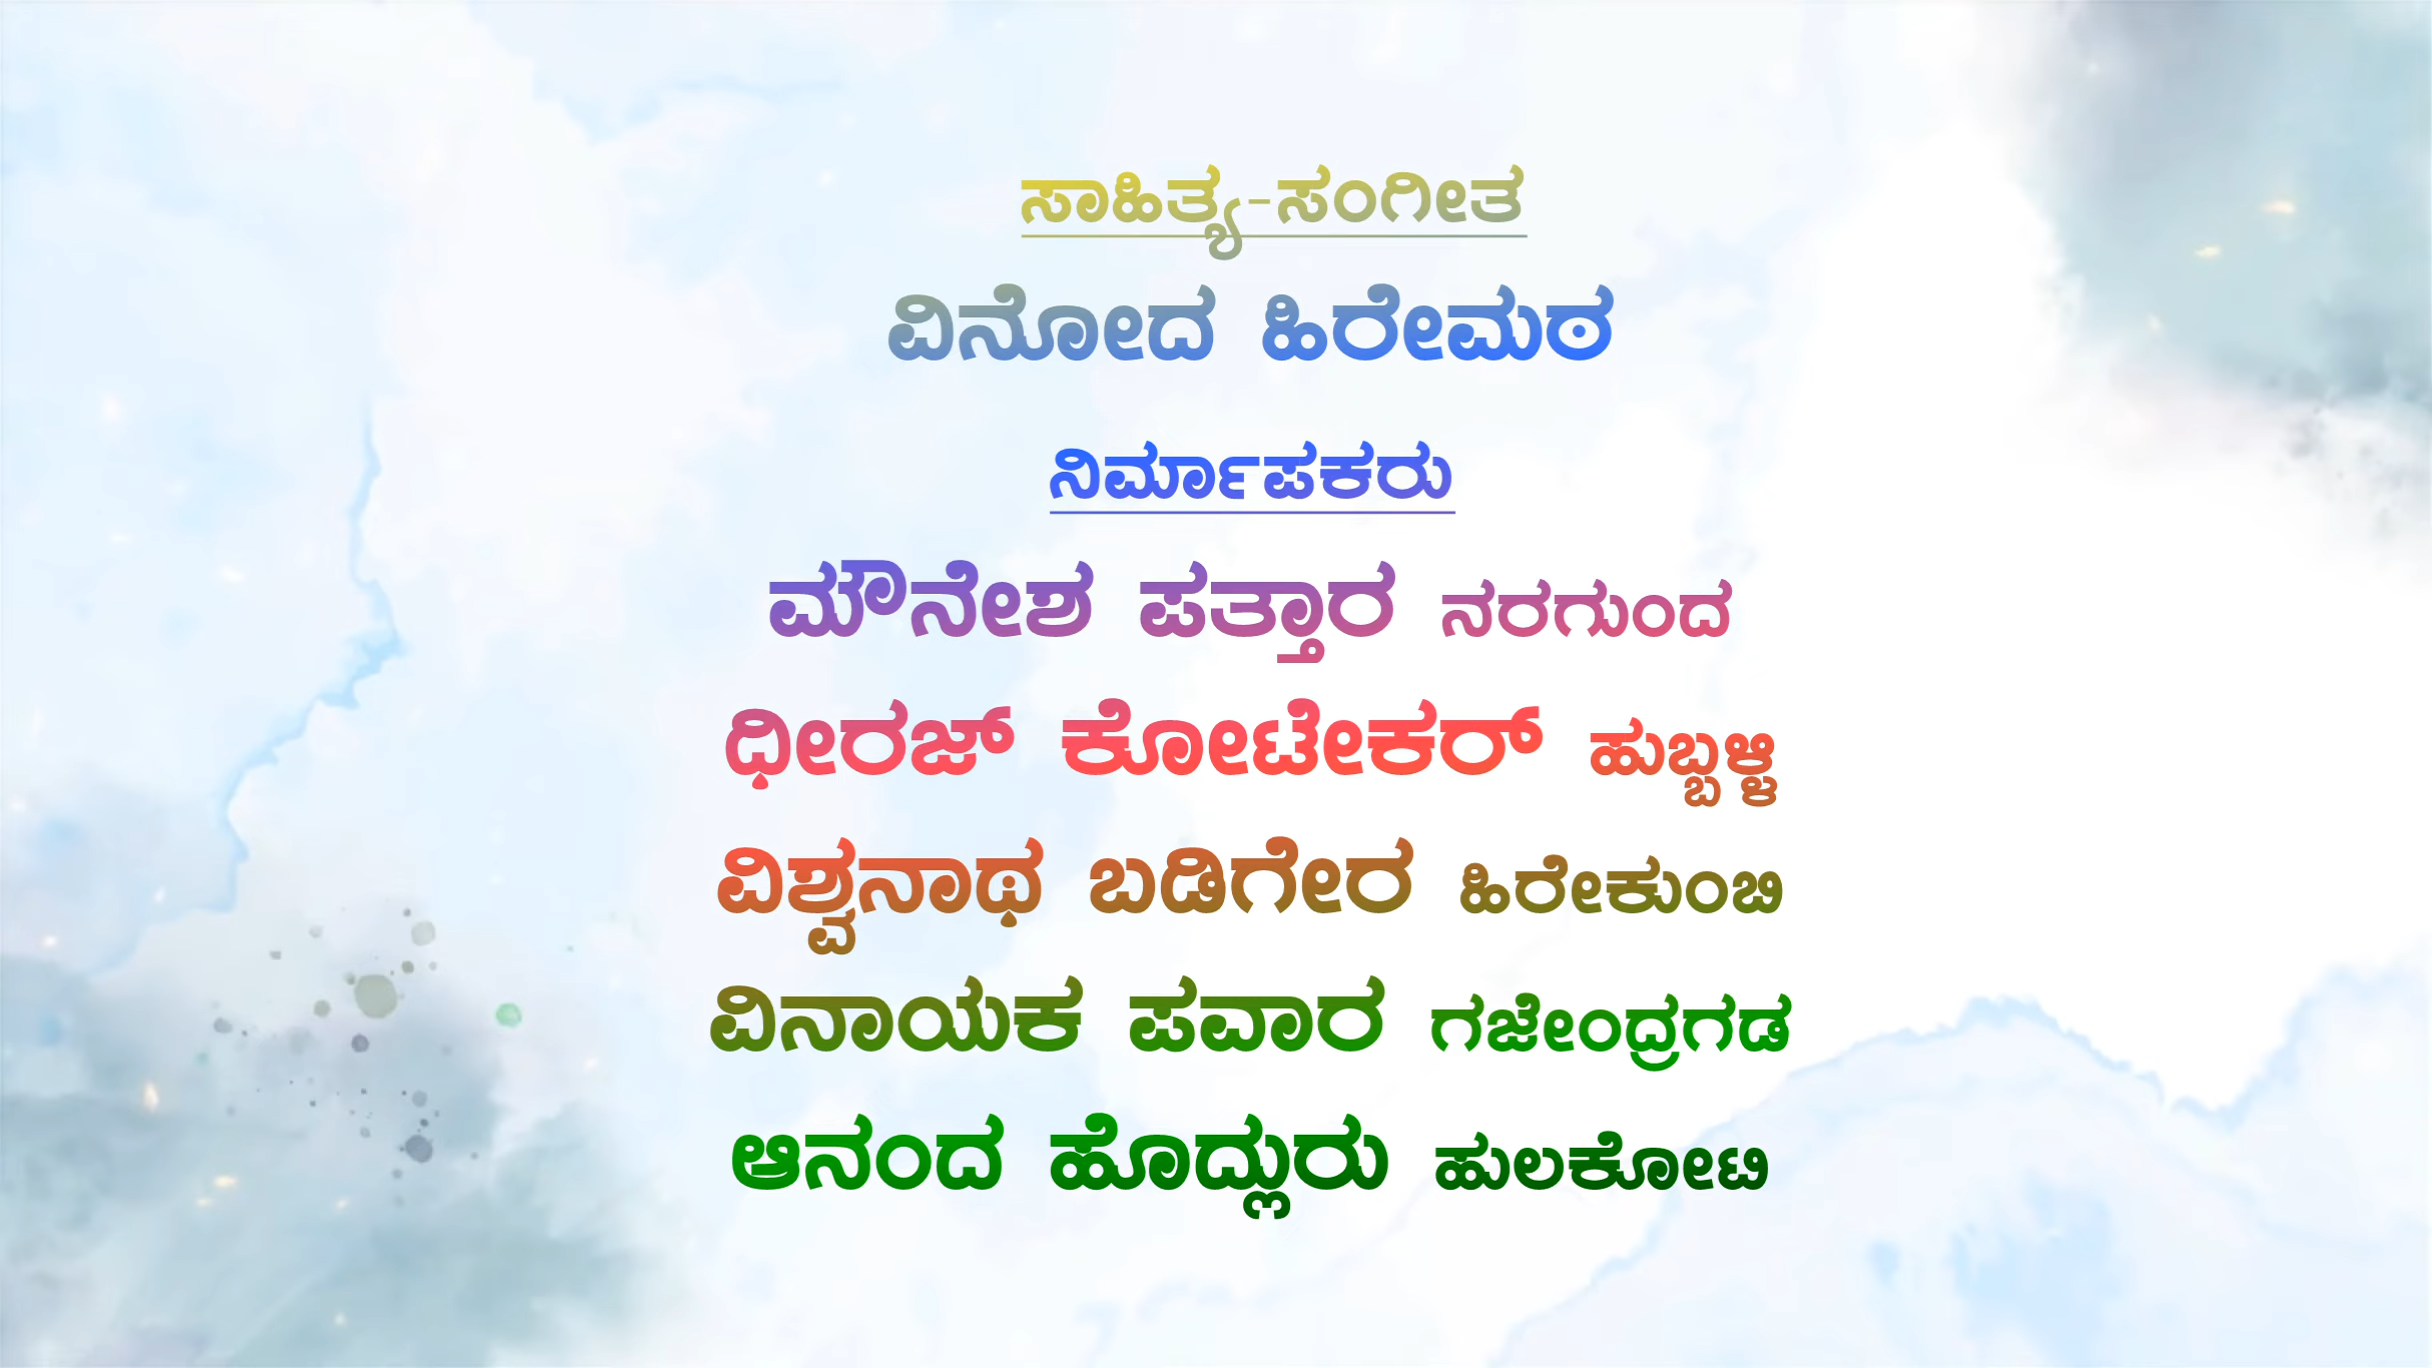 ಸಾಹಿತ್ಯ-ಸಂಗೀತ
ವಿನೋದ ಹಿರೇಮಠ
ನಿರ್ಮಾಪಕರು
ಮೌನೇಶ ಪತ್ತಾರ ನರಗುಂದ
ಧೀರಜ್ ಕೋಟೇಕರ್ ಹುಬ್ಬಳ್ಳಿ
ವಿಶ್ವನಾಥ ಬಡಿಗೇರ ಹಿರೇಕುಂಬಿ
ವಿನಾಯಕ ಪವಾರ ಗಜೇಂದ್ರಗಡ
ಆನಂದ ಹೊದ್ಲುರು ಹುಲಕೋಟಿ